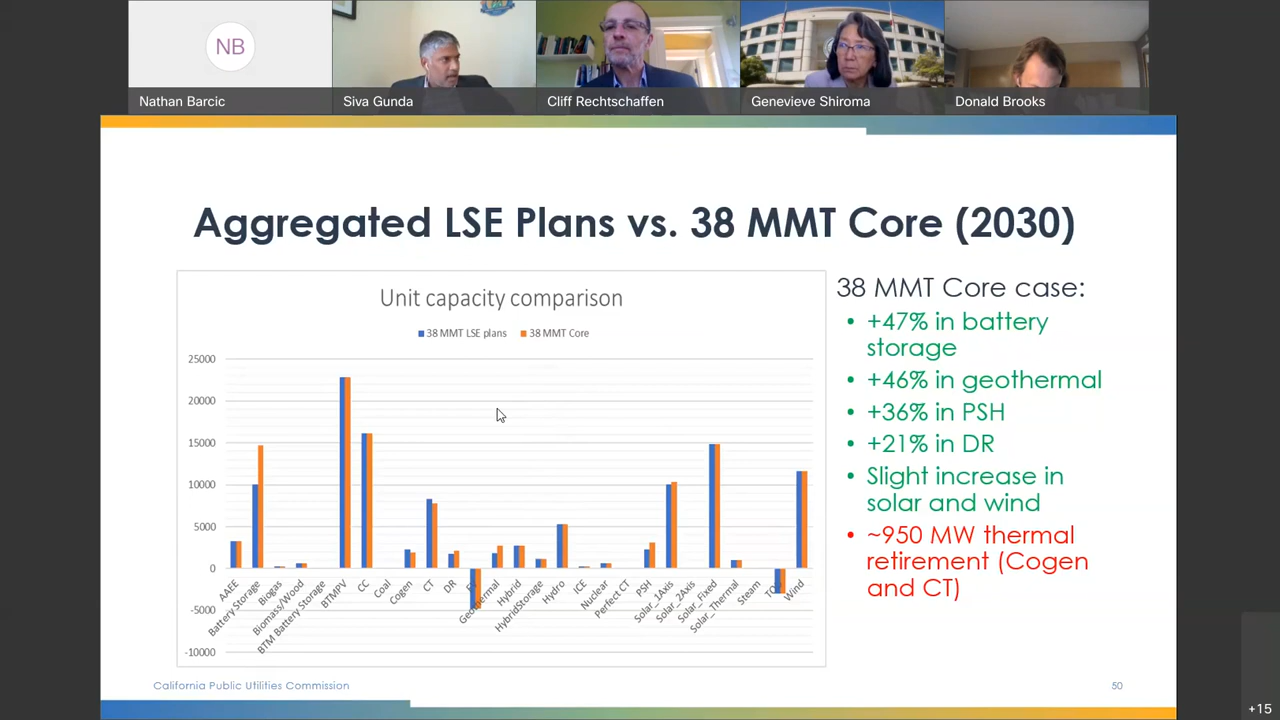 NB
Nathan Barcic
Siva Gunda
Cliff Rechtschaffen
Genevieve Shiroma
Donald Brooks
Aggregated LSE Plans vs. 38 MMT Core (2030)
Unit capacity comparison
38 MMT LSE plans
38 MMT Core
25000
20000
15000
10000
5000
0
-5000
-10000
AAEE
Battery Storage
Biogas
Biomass/Wood
BTM Battery Storage
BTMPV
CC
Coal
Cogen
CT
DR
Geothermal
Hybrid
HybridStorage
Hydro
ICE
Nuclear
Perfect CT
PSH
Solar_1Axis
Solar_2Axis
Solar_Fixed
Solar_Thermal
Steam
Wind
38 MMT Core case:
• +47% in battery
storage
• +46% in geothermal
• +36% in PSH
• +21% in DR
• Slight increase in
solar and wind
• ~950 MW thermal
retirement (Cogen
and CT)
California Public Utilities Commission
50
+15